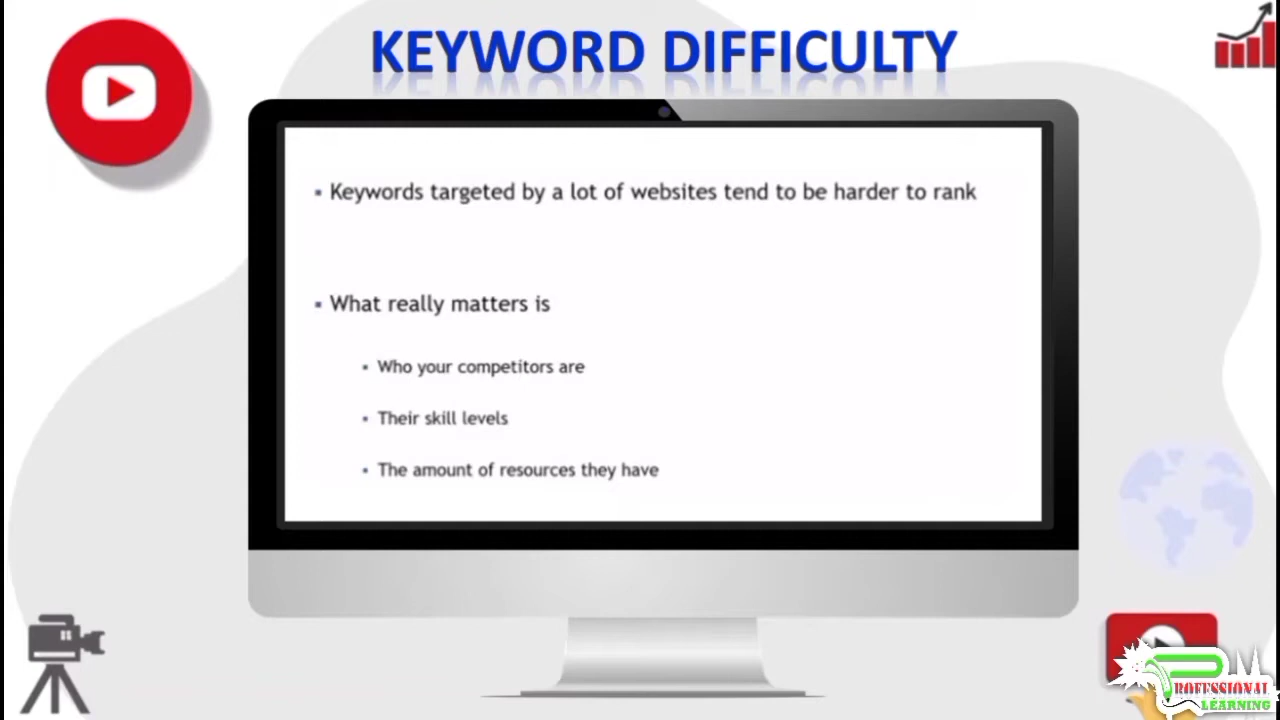 KEYWORD DIFFICULTY
▪ Keywords targeted by a lot of websites tend to be harder to rank
▪ What really matters is
▪ Who your competitors are
▪ Their skill levels
▪ The amount of resources they have
PROFESSIONAL
LEARNING